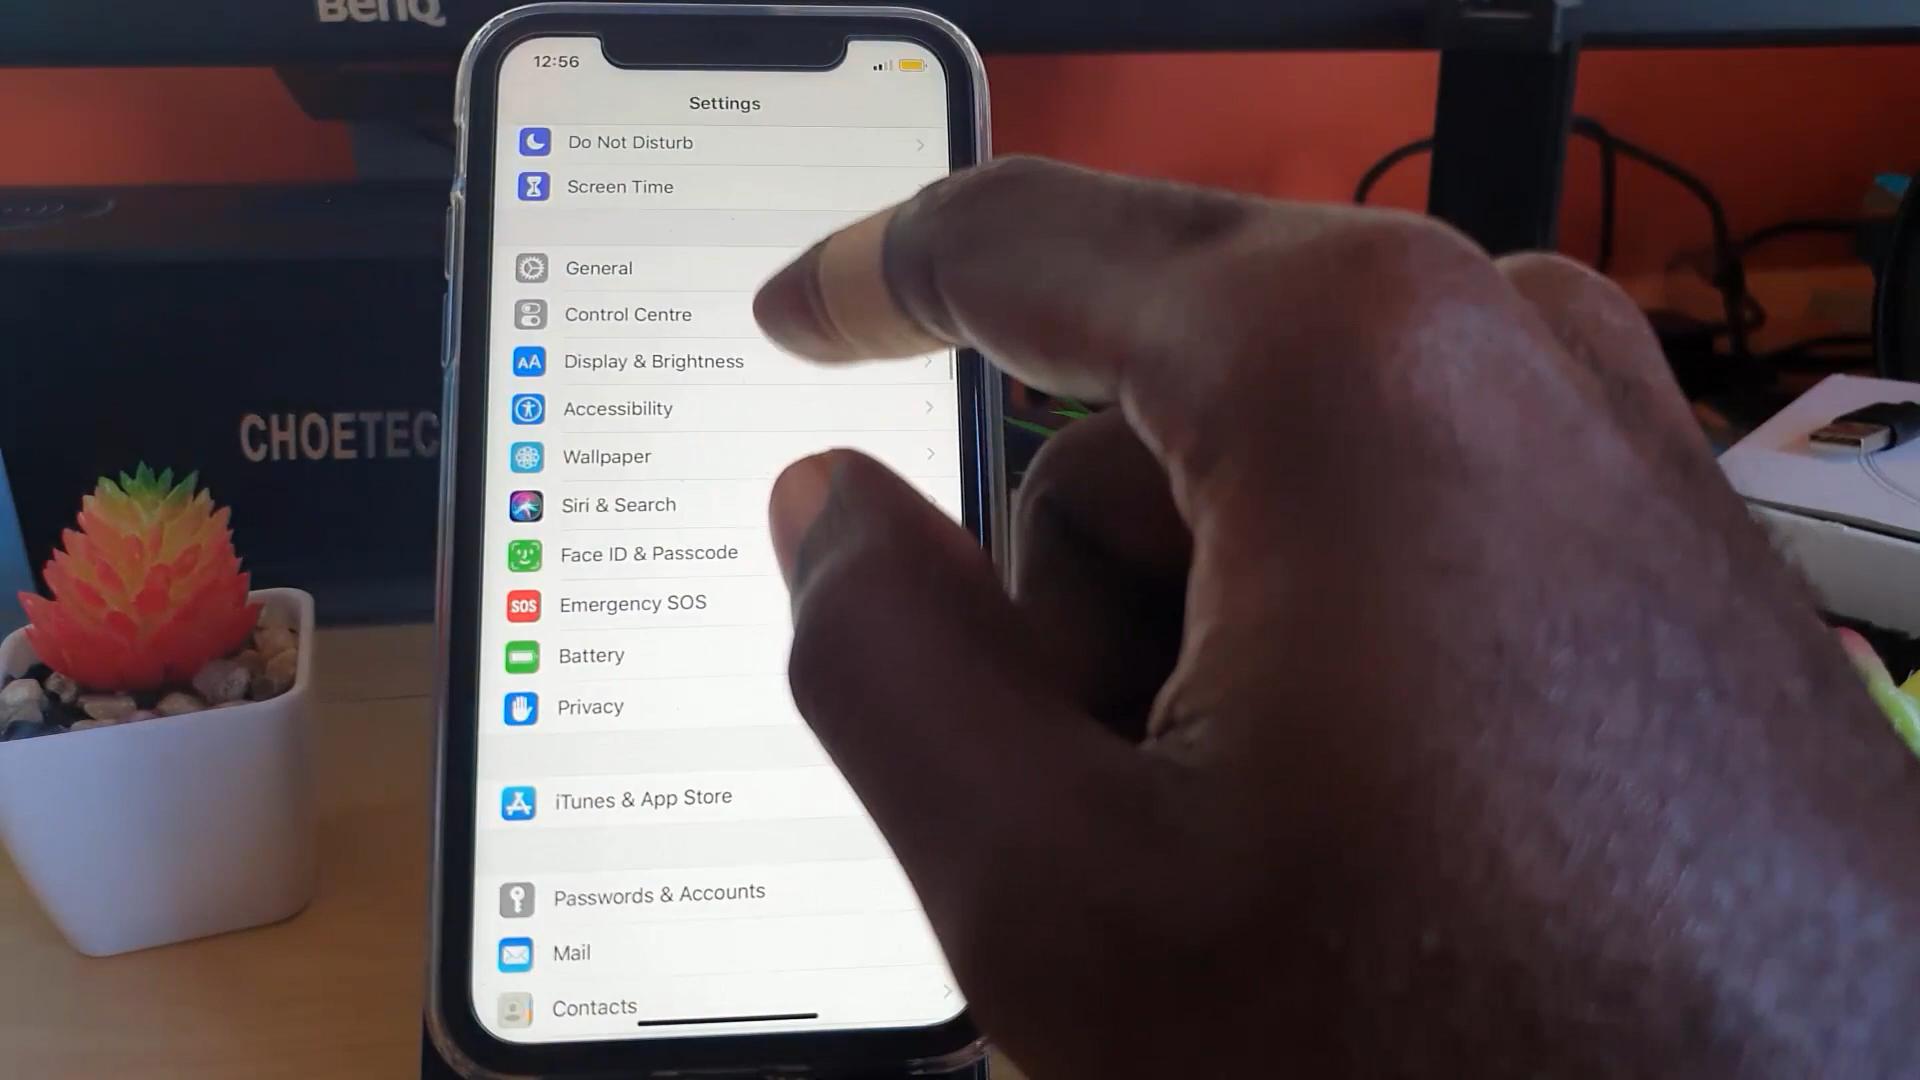 BenQ
12:56
Settings
Do Not Disturb
Screen Time
General
Control Centre
AA Display & Brightness
Accessibility
Wallpaper
Siri & Search
Face ID & Passcode
SOS Emergency SOS
Battery
Privacy
iTunes & App Store
Passwords & Accounts
Mail
Contacts
CHOETEC